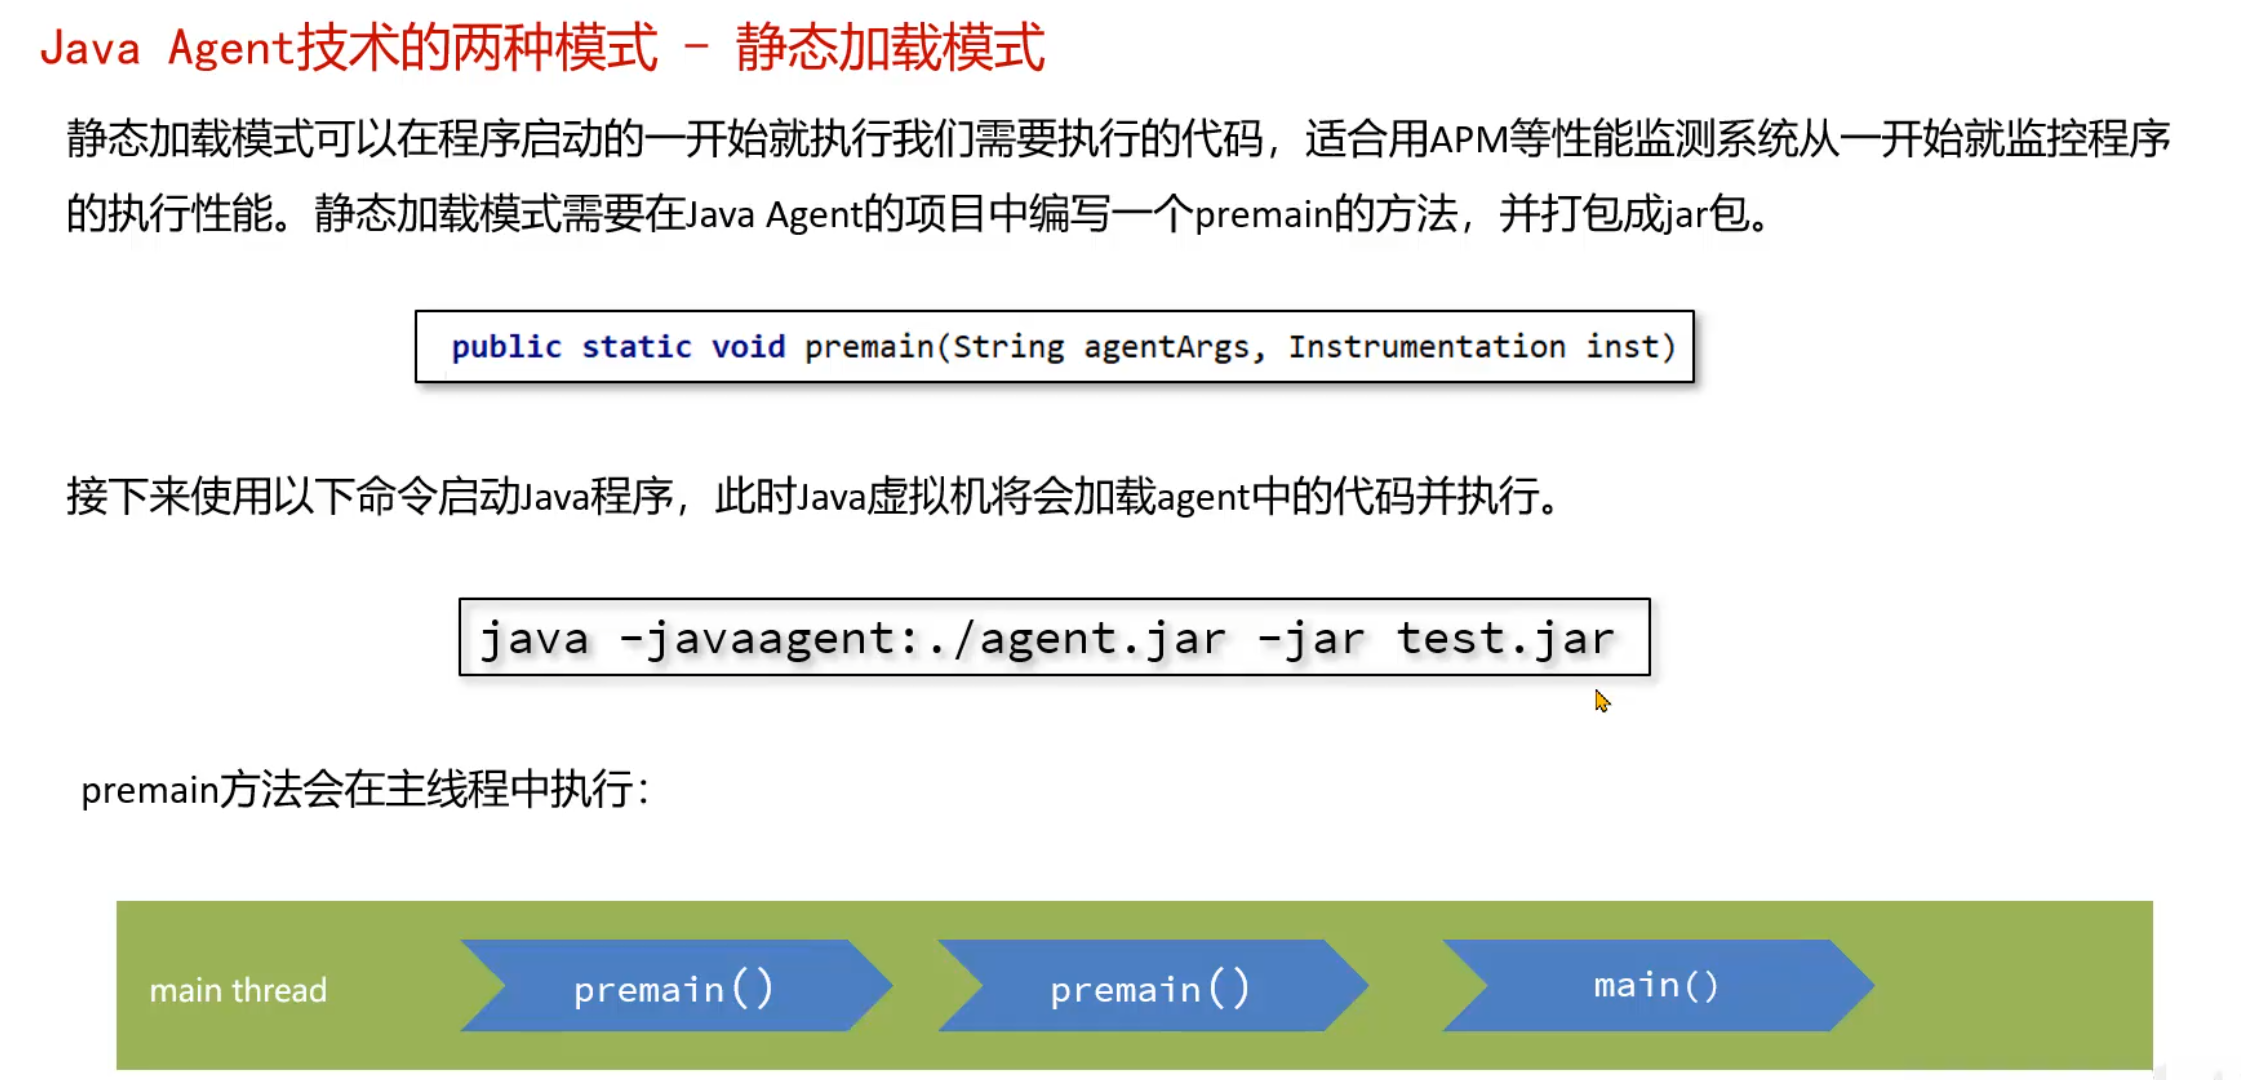 Java Agent技术的两种模式 - 静态加载模式
静态加载模式可以在程序启动的一开始就执行我们需要执行的代码，适合用APM等性能监测系统从一开始就监控程序
的执行性能。静态加载模式需要在Java Agent的项目中编写一个premain的方法，并打包成jar包。
public static void premain(String agentArgs, Instrumentation inst)
接下来使用以下命令启动Java程序，此时Java虚拟机将会加载agent中的代码并执行。
java -javaagent:./agent.jar -jar test.jar
premain方法会在主线程中执行：
main thread premain() premain() main()